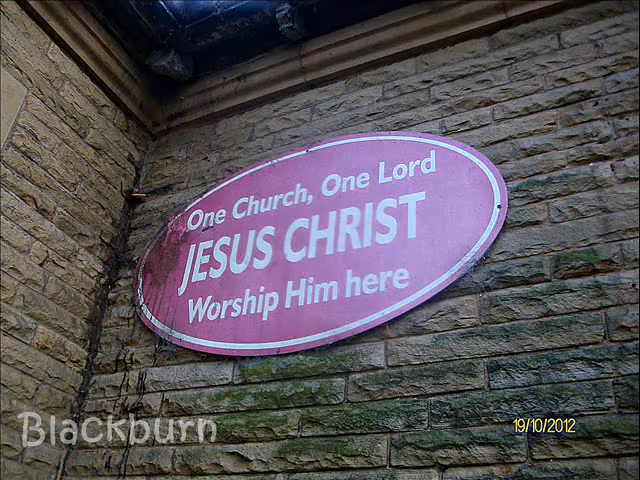 One Church, One Lord
JESUS CHRIST
Worship Him here
Blackburn
19/10/2012